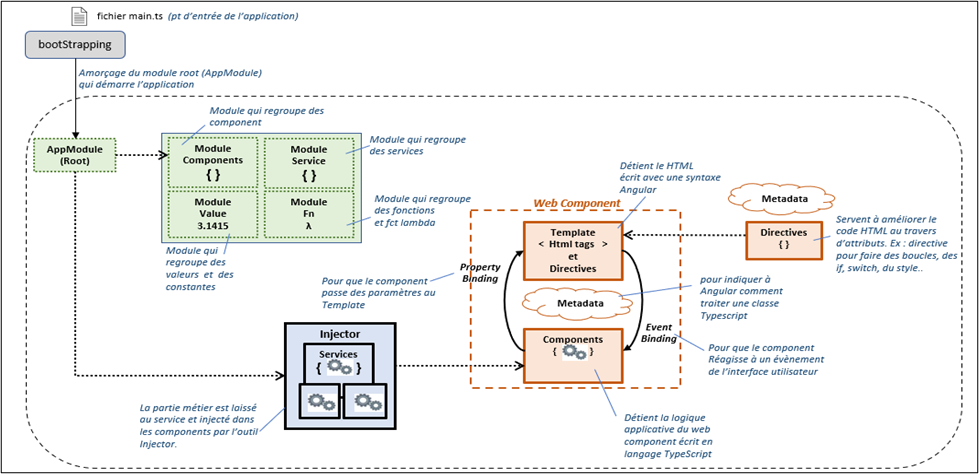 fichier main.ts (pt d'entrée de l'application)
bootStrapping
Amorçage du module root (AppModule)
qui démarre l'application
Module qui regroupe des
component
AppModule
(Root)
Module
Components
{ }
Module
Service
{ }
Module qui regroupe
des services
Module
Value
3.1415
Module
Fn
λ
Module qui regroupe
des fonctions
et fct lambda
Module qui
regroupe des
valeurs et des
constantes
Détient le HTML
écrit avec une syntaxe
Angular
Web Component
Template
< Html tags >
et
Directives
Metadata
Directives
{ }
Servent à améliorer le
code HTML au travers
d'attributs. Ex : directive
pour faire des boucles, des
if, switch, du style..
Property
Binding
Pour que le component
passe des paramètres au
Template
Metadata
pour indiquer à
Angular comment
traiter une classe
Typescript
Event
Binding
Components
{ }
Pour que le component
Réagisse à un évènement
de l'interface utilisateur
Injector
Services
{ }
La partie métier est laissé
au service et injecté dans
les components par l'outil
Injector.
Détient la logique
applicative du web
component écrit en
langage TypeScript